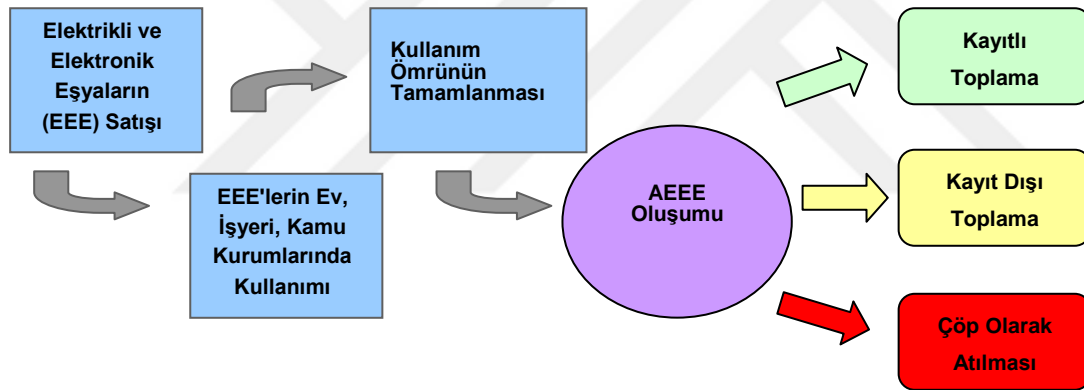 Elektrikli ve
Elektronik
Eşyaların
(EEE) Satışı
EEE'lerin Ev,
İşyeri, Kamu
Kurumlarında
Kullanımı
Kullanım
Ömrünün
Tamamlanması
AEEE
Oluşumu
Kayıtlı
Toplama
Kayıt Dışı
Toplama
Çöp Olarak
Atılması